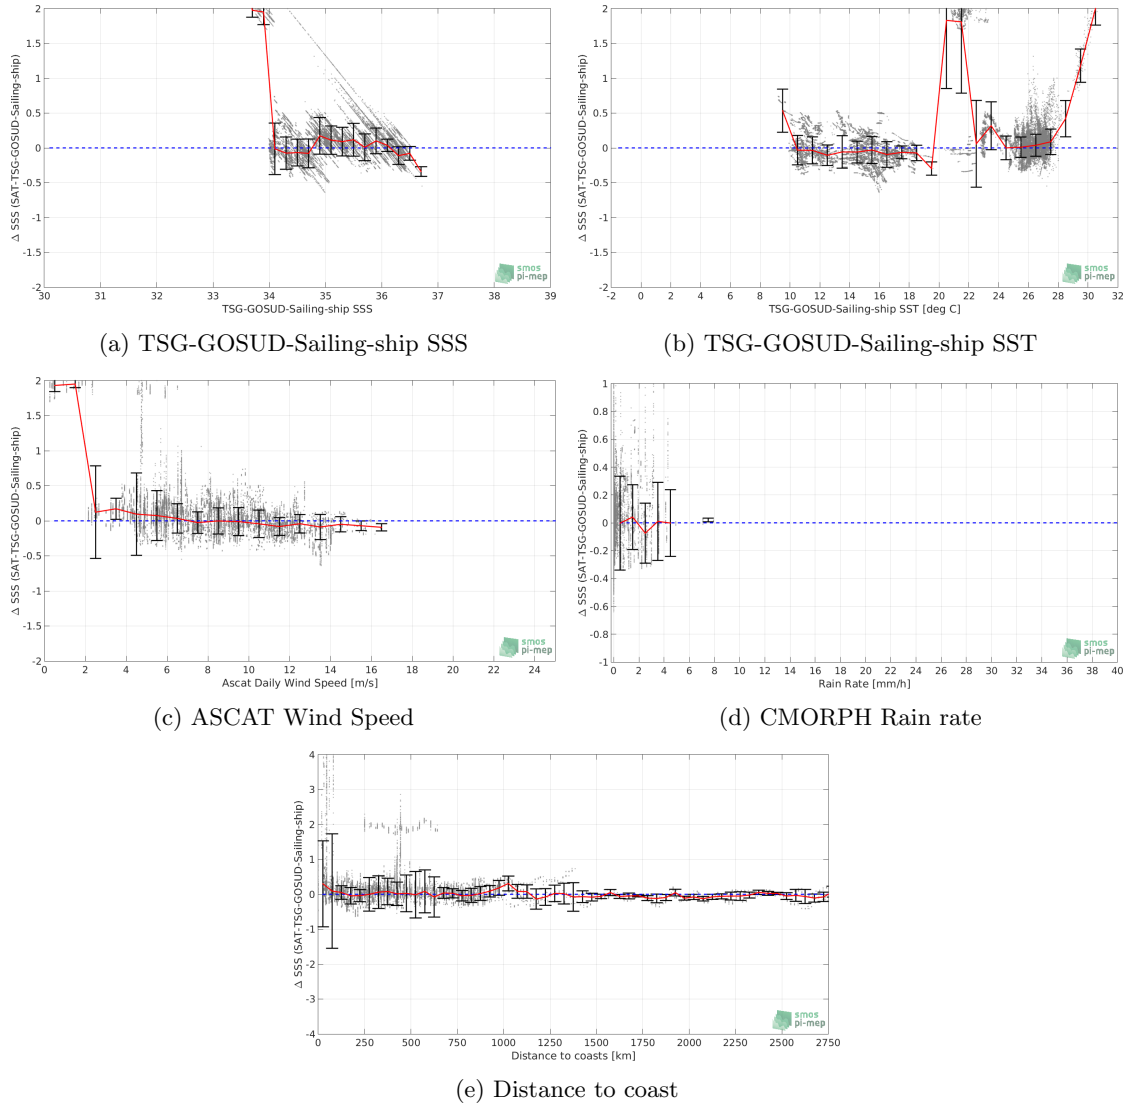 2
1.5
1
0.5
0
-0.5
-1
-1.5
-2
Δ SSS (SAT-TSG-GOSUD-Sailing-ship)
30 31 32 33 34 35 36 37 38 39
TSG-GOSUD-Sailing-ship SSS
smos
pi-mep
(a) TSG-GOSUD-Sailing-ship SSS
2
1.5
1
0.5
0
-0.5
-1
-1.5
-2
Δ SSS (SAT-TSG-GOSUD-Sailing-ship)
-2 0 2 4 6 8 10 12 14 16 18 20 22 24 26 28 30 32
TSG-GOSUD-Sailing-ship SST [deg C]
smos
pi-mep
(b) TSG-GOSUD-Sailing-ship SST
2
1.5
1
0.5
0
-0.5
-1
-1.5
-2
Δ SSS (SAT-TSG-GOSUD-Sailing-ship)
0 2 4 6 8 10 12 14 16 18 20 22 24
Ascat Daily Wind Speed [m/s]
smos
pi-mep
(c) ASCAT Wind Speed
1
0.8
0.6
0.4
0.2
0
-0.2
-0.4
-0.6
-0.8
-1
Δ SSS (SAT-TSG-GOSUD-Sailing-ship)
0 2 4 6 8 10 12 14 16 18 20 22 24 26 28 30 32 34 36 38 40
Rain Rate [mm/h]
smos
pi-mep
(d) CMORPH Rain rate
4
3
2
1
0
-1
-2
-3
-4
Δ SSS (SAT-TSG-GOSUD-Sailing-ship)
0 250 500 750 1000 1250 1500 1750 2000 2250 2500 2750
Distance to coasts [km]
smos
pi-mep
(e) Distance to coast